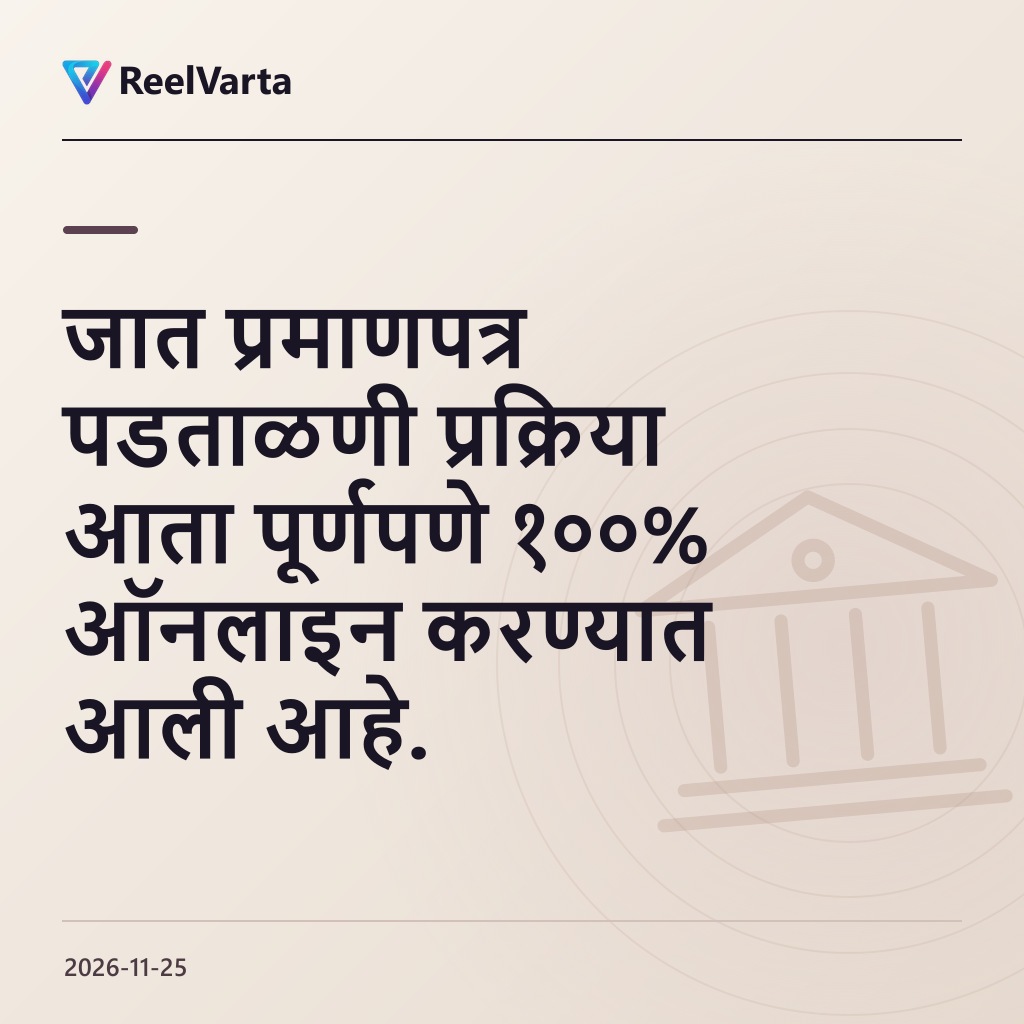 ReelVarta
जात प्रमाणपत्र
पडताळणी प्रक्रिया
आता पूर्णपणे १००%
ऑनलाइन करण्यात
आली आहे.
2026-11-25